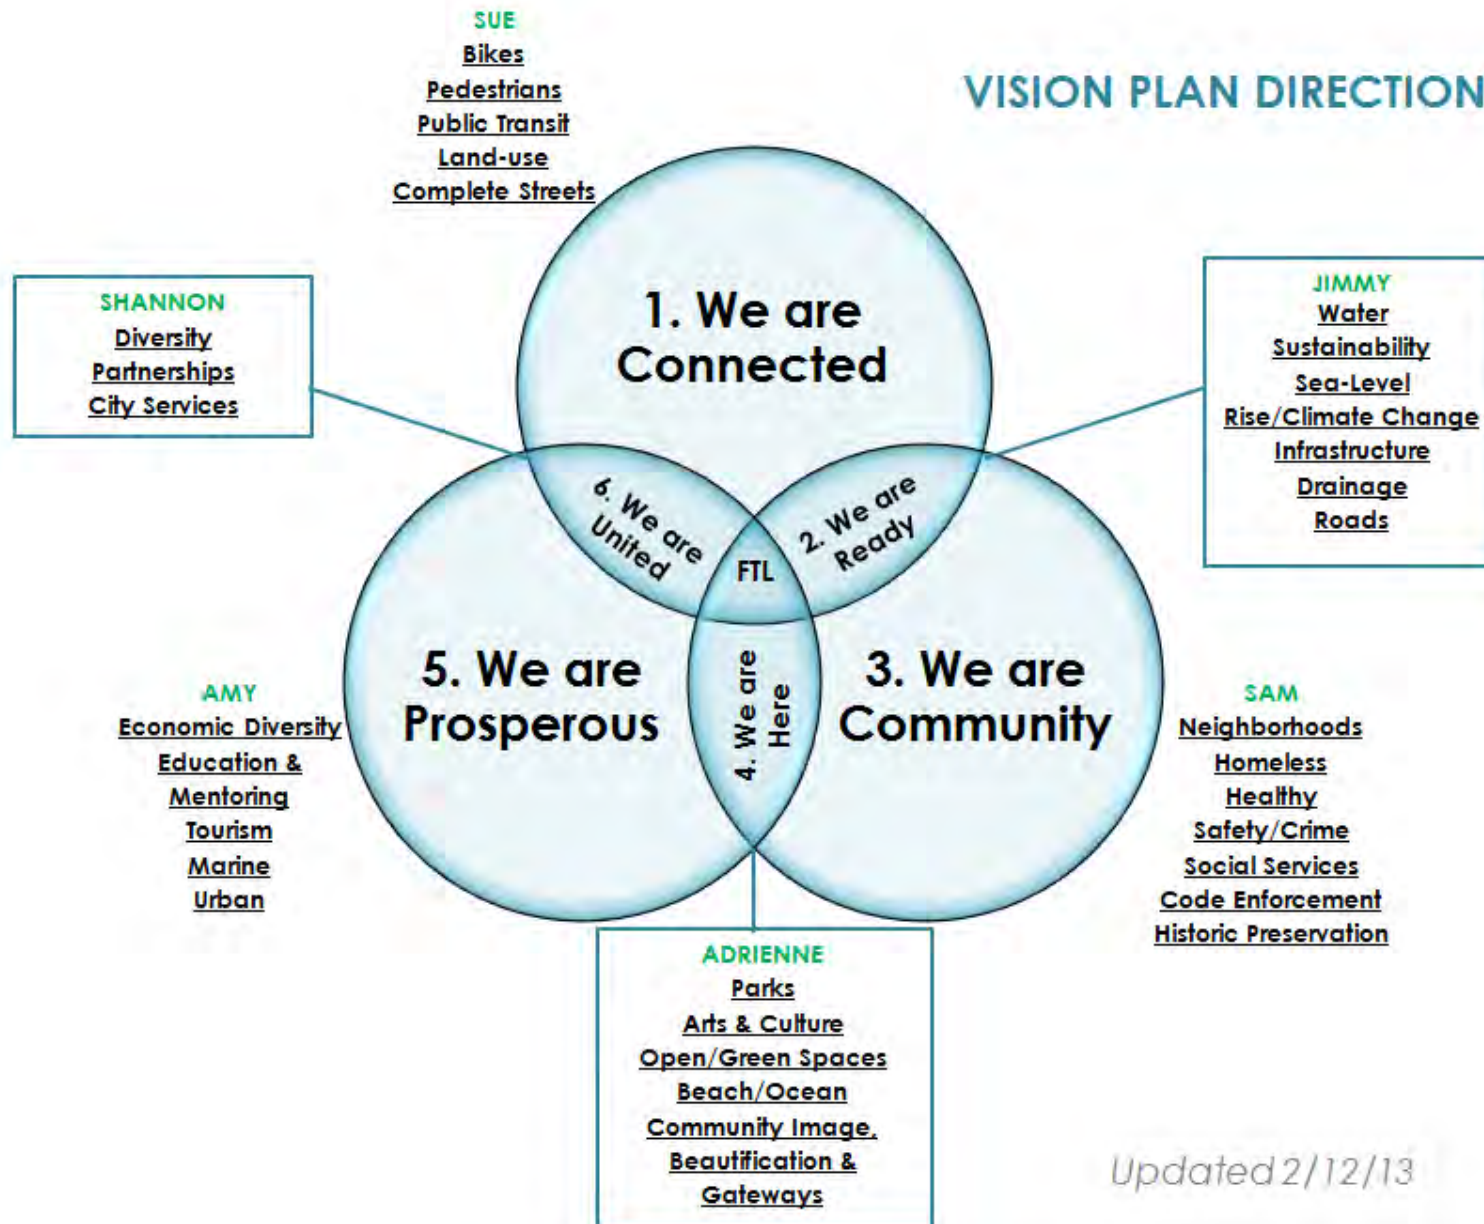 VISION PLAN DIRECTION
SUE
Bikes
Pedestrians
Public Transit
Land-use
Complete Streets
1. We are
Connected
SHANNON
Diversity
Partnerships
City Services
JIMMY
Water
Sustainability
Sea-Level
Rise/Climate Change
Infrastructure
Drainage
Roads
6. We are
United
2. We are
Ready
FTL
5. We are
Prosperous
4. We are
Here
3. We are
Community
AMY
Economic Diversity
Education &
Mentoring
Tourism
Marine
Urban
SAM
Neighborhoods
Homeless
Healthy
Safety/Crime
Social Services
Code Enforcement
Historic Preservation
ADRIENNE
Parks
Arts & Culture
Open/Green Spaces
Beach/Ocean
Community Image,
Beautification &
Gateways
Updated 2/12/13